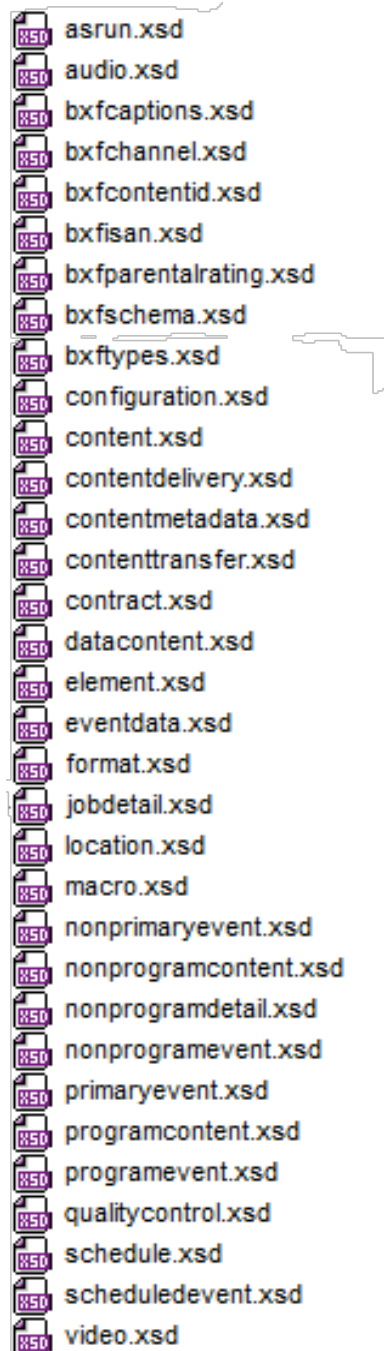 asrun.xsd
audio.xsd
bxfcaptions.xsd
bxfchannel.xsd
bxfcontentid.xsd
bxfisan.xsd
bxfparentalrating.xsd
bxfschema.xsd
bxftypes.xsd
configuration.xsd
content.xsd
contentdelivery.xsd
contentmetadata.xsd
contenttransfer.xsd
contract.xsd
datacontent.xsd
element.xsd
eventdata.xsd
format.xsd
jobdetail.xsd
location.xsd
macro.xsd
nonprimaryevent.xsd
nonprogramcontent.xsd
nonprogramdetail.xsd
nonprogramevent.xsd
primaryevent.xsd
programcontent.xsd
programevent.xsd
qualitycontrol.xsd
schedule.xsd
scheduledevent.xsd
video.xsd